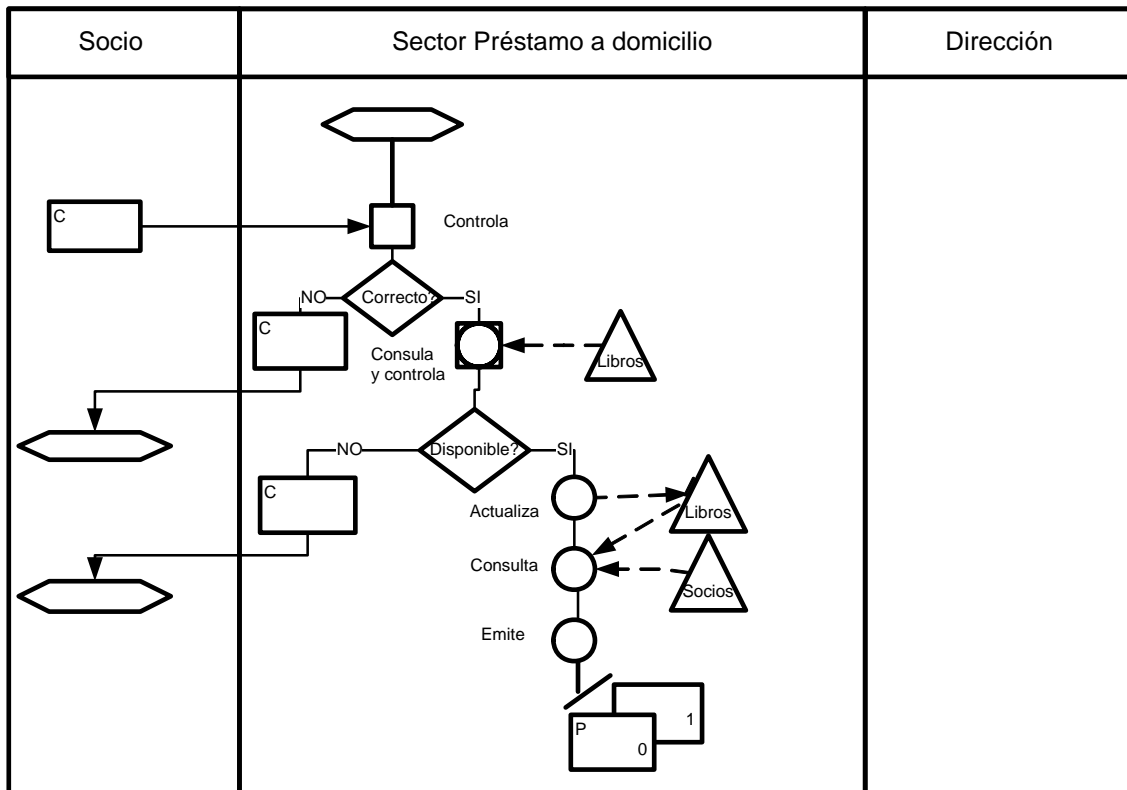 Socio
Sector Préstamo a domicilio
Dirección
C
Controla
NO
Correcto?
SI
C
Consula
y controla
Libros
NO
Disponible?
SI
C
Actualiza
Libros
Consulta
Socios
Emite
1
P
0